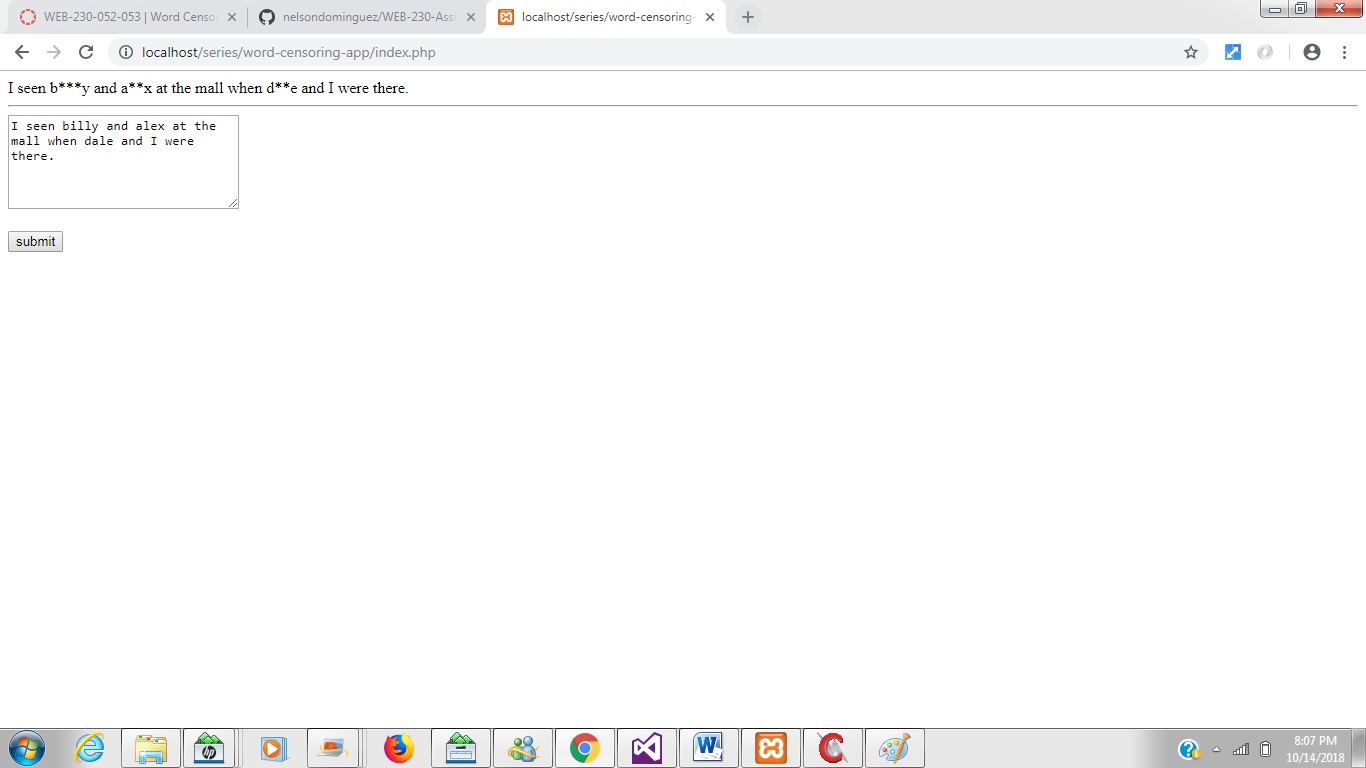 WEB-230-052-053 | Word Censor
nelsondominguez/WEB-230-Ass
localhost/series/word-censoring-
localhost/series/word-censoring-app/index.php
I seen b***y and a**x at the mall when d**e and I were there.
I seen billy and alex at the
mall when dale and I were
there.
submit
8:07 PM
10/14/2018